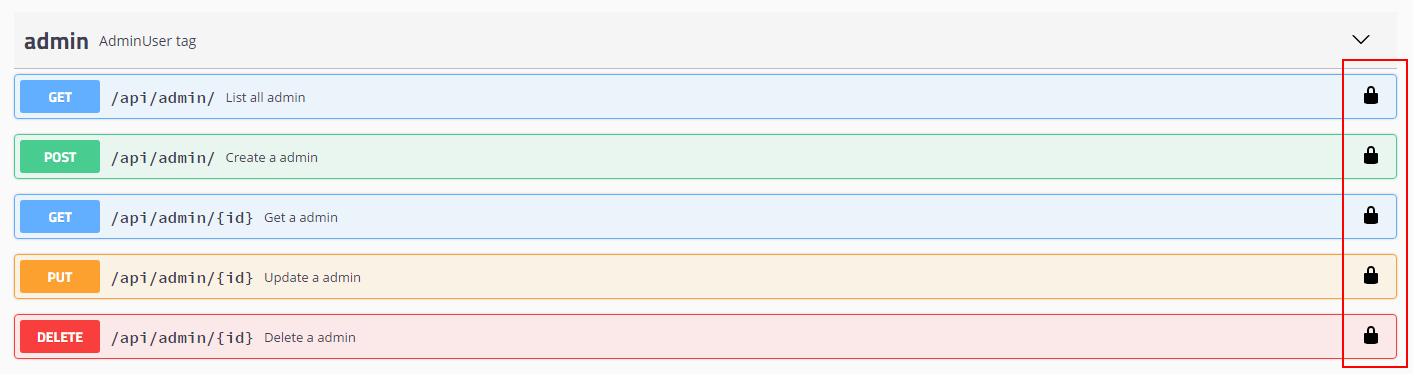 admin AdminUser tag
GET /api/admin/ List all admin
POST /api/admin/ Create a admin
GET /api/admin/{id} Get a admin
PUT /api/admin/{id} Update a admin
DELETE /api/admin/{id} Delete a admin